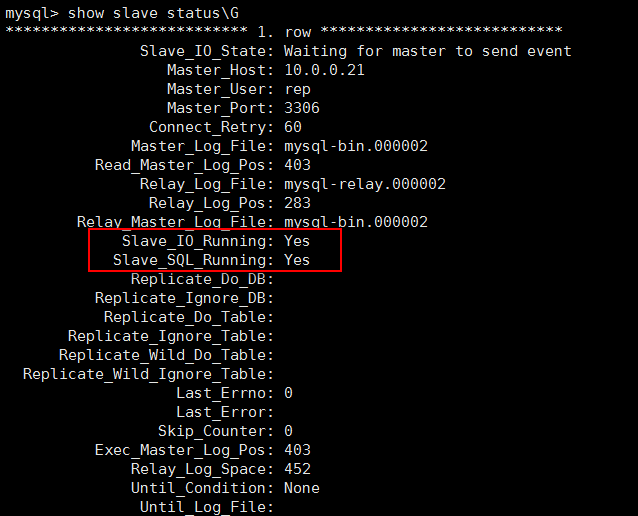 mysql> show slave status\G
*************************** 1. row ***************************
Slave_IO_State: Waiting for master to send event
Master_Host: 10.0.0.21
Master_User: rep
Master_Port: 3306
Connect_Retry: 60
Master_Log_File: mysql-bin.000002
Read_Master_Log_Pos: 403
Relay_Log_File: mysql-relay.000002
Relay_Log_Pos: 283
Relay_Master_Log_File: mysql-bin.000002
Slave_IO_Running: Yes
Slave_SQL_Running: Yes
Replicate_Do_DB:
Replicate_Ignore_DB:
Replicate_Do_Table:
Replicate_Ignore_Table:
Replicate_Wild_Do_Table:
Replicate_Wild_Ignore_Table:
Last_Errno: 0
Last_Error:
Skip_Counter: 0
Exec_Master_Log_Pos: 403
Relay_Log_Space: 452
Until_Condition: None
Until_Log_File: